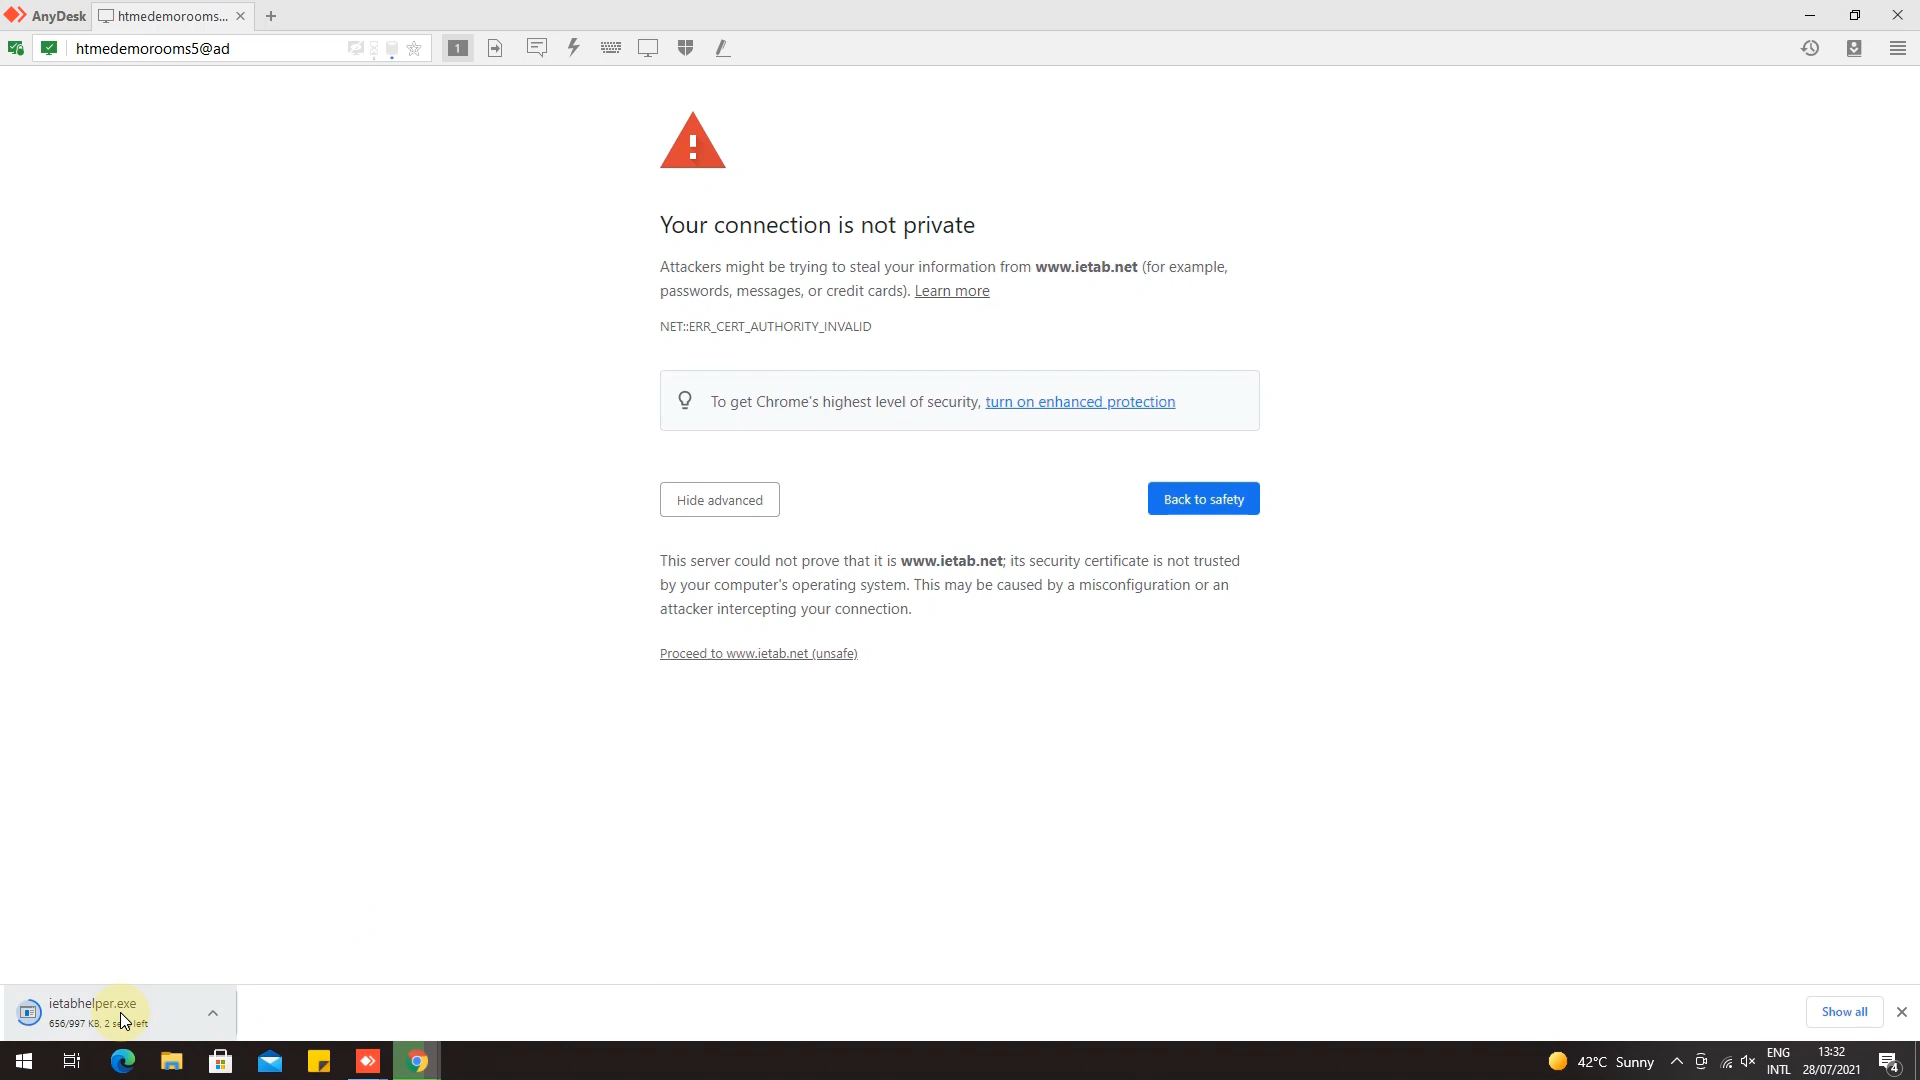 AnyDesk
htmedemorooms...
htmedemorooms5@ad
1
Your connection is not private
Attackers might be trying to steal your information from www.ietab.net (for example,
passwords, messages, or credit cards). Learn more
NET::ERR_CERT_AUTHORITY_INVALID
To get Chrome's highest level of security, turn on enhanced protection
Hide advanced
Back to safety
This server could not prove that it is www.ietab.net; its security certificate is not trusted
by your computer's operating system. This may be caused by a misconfiguration or an
attacker intercepting your connection.
Proceed to www.ietab.net (unsafe)
ietabhelper.exe
656/997 KB, 2 left
Show all
42°C Sunny
ENG
INTL
13:32
28/07/2021
4